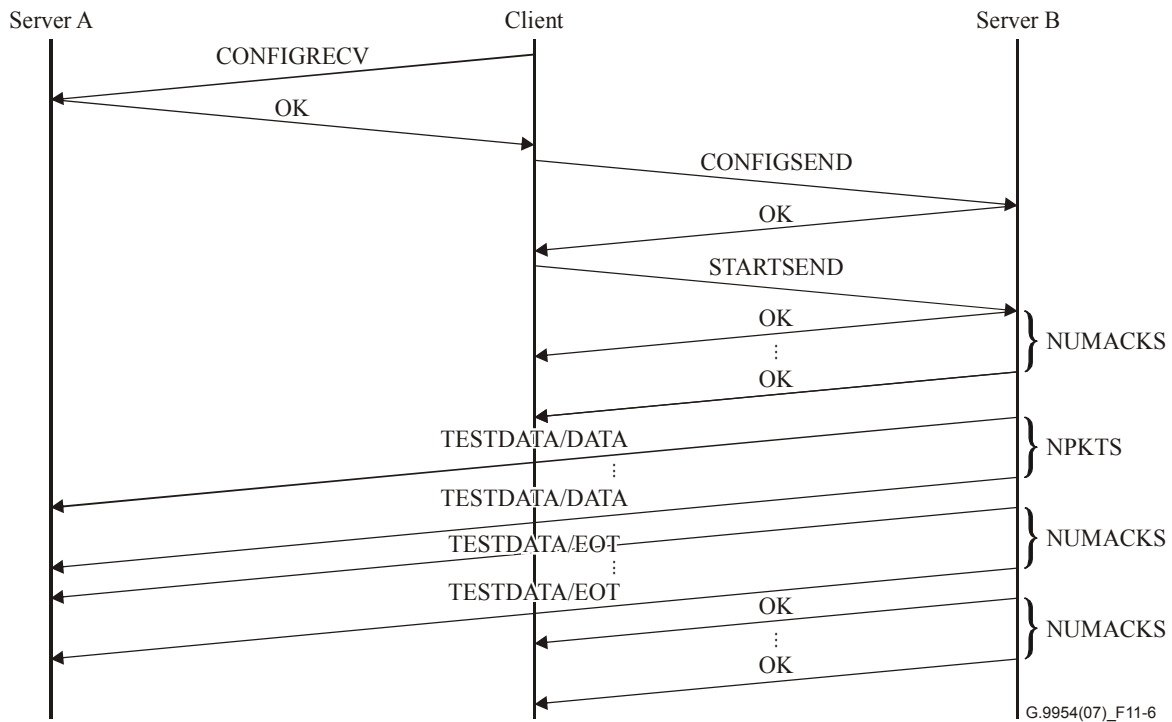 Server A
Client
Server B
CONFIGRECV
OK
CONFIGSEND
OK
STARTSEND
OK
NUMACKS
OK
TESTDATA/DATA
NPKTS
TESTDATA/DATA
TESTDATA/EOT
NUMACKS
TESTDATA/EOT
OK
NUMACKS
OK
G.9954(07)_F11-6